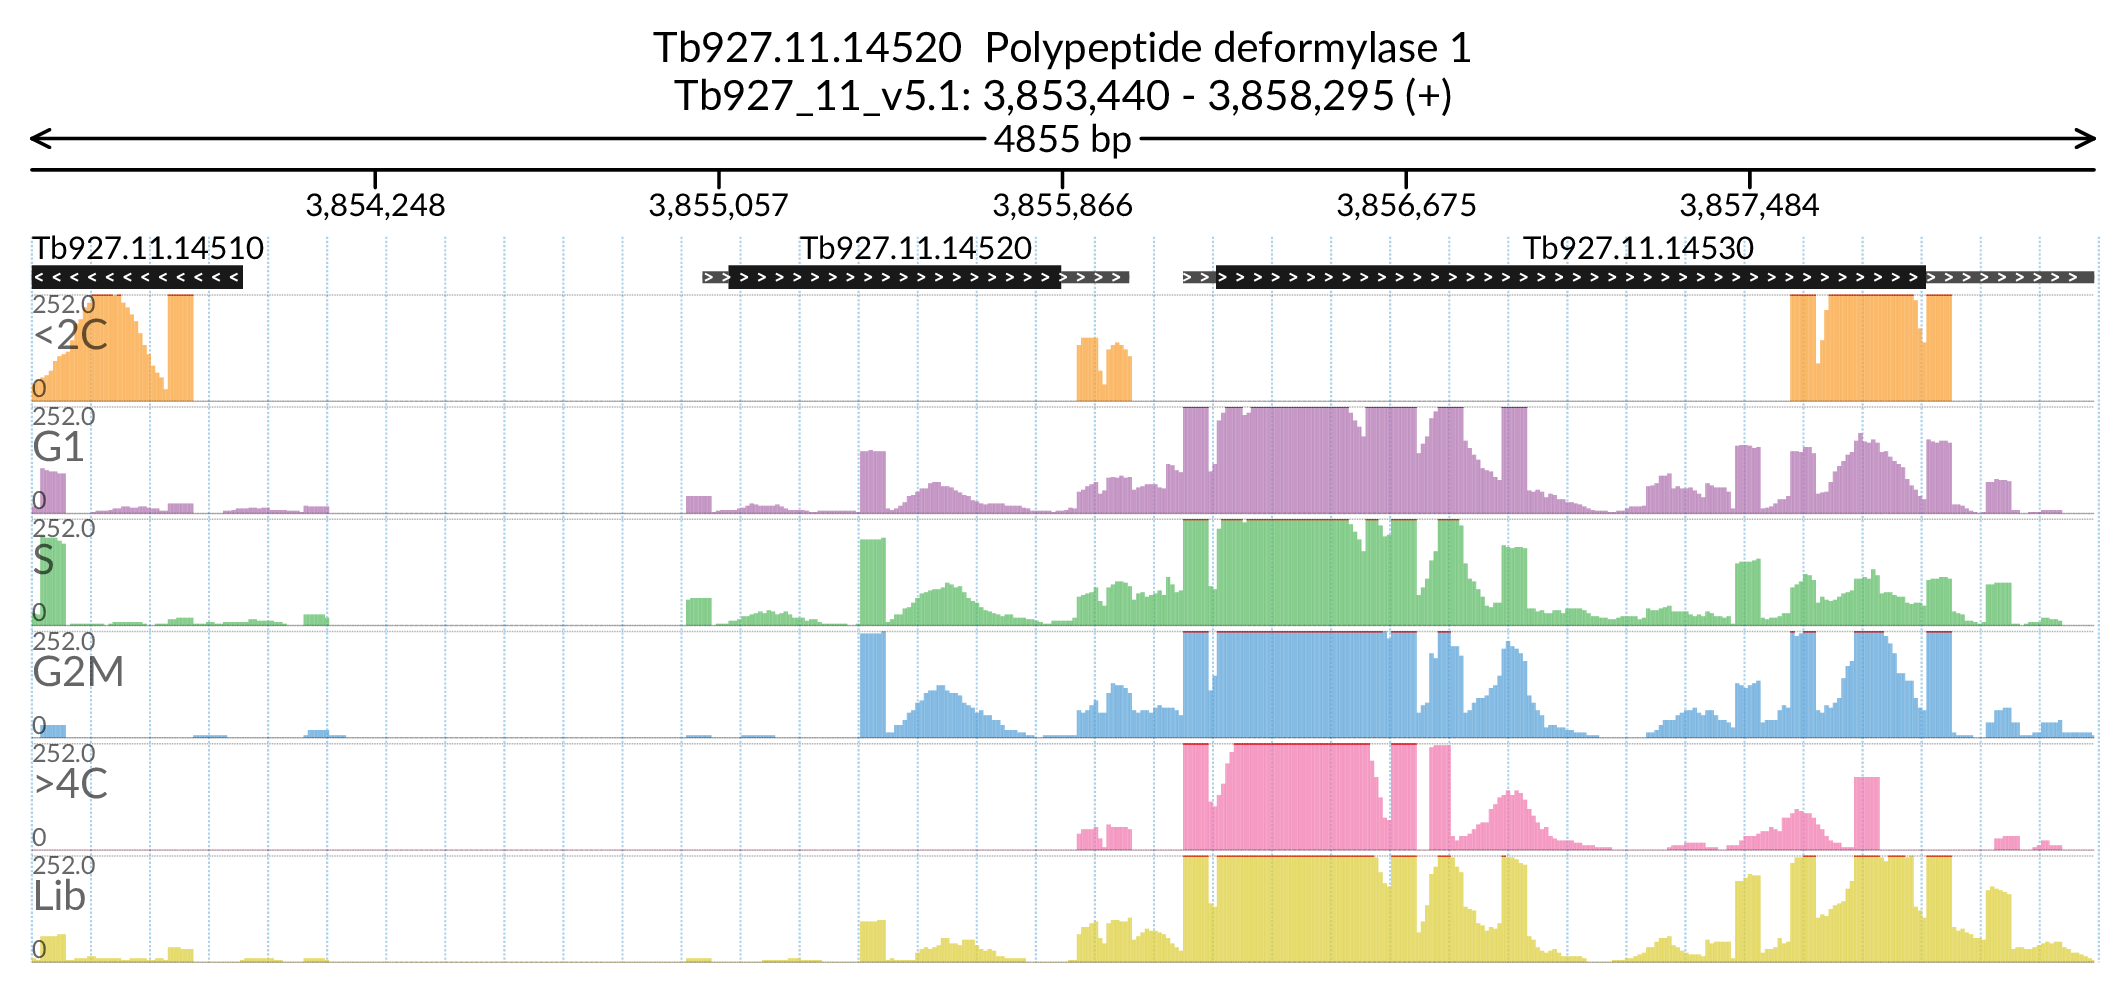 Tb927.11.14520  Polypeptide deformylase 1
Tb927_11_v5.1: 3,853,440 - 3,858,295 (+)
4855 bp
3,854,248 3,855,057 3,855,866 3,856,675 3,857,484
Tb927.11.14510 Tb927.11.14520 Tb927.11.14530
252.0
<2C
0
252.0
G1
0
252.0
S
0
252.0
G2M
0
252.0
>4C
0
252.0
Lib
0